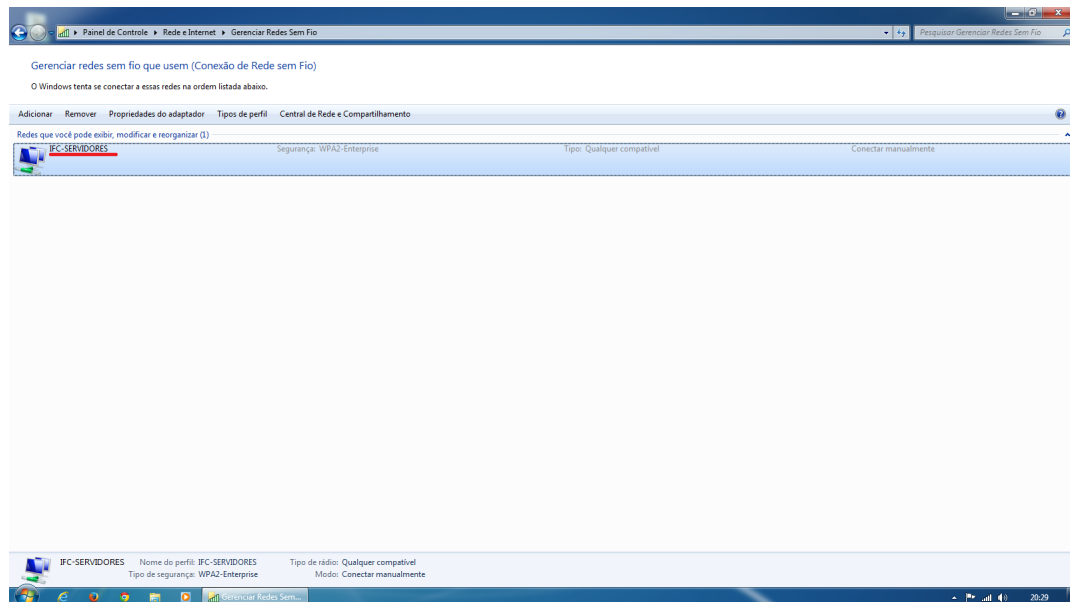 Painel de Controle ▸ Rede e Internet ▸ Gerenciar Redes Sem Fio
Pesquisar Gerenciar Redes Sem Fio
Gerenciar redes sem fio que usem (Conexão de Rede sem Fio)
O Windows tenta se conectar a essas redes na ordem listada abaixo.
Adicionar Remover Propriedades do adaptador Tipos de perfil Central de Rede e Compartilhamento
Redes que você pode exibir, modificar e reorganizar (1)
IFC-SERVIDORES Segurança: WPA2-Enterprise Tipo: Qualquer compatível Conectar manualmente
IFC-SERVIDORES Nome do perfil: IFC-SERVIDORES Tipo de rádio: Qualquer compatível
Tipo de segurança: WPA2-Enterprise Modo: Conectar manualmente
Gerenciar Redes Sem... 20:29